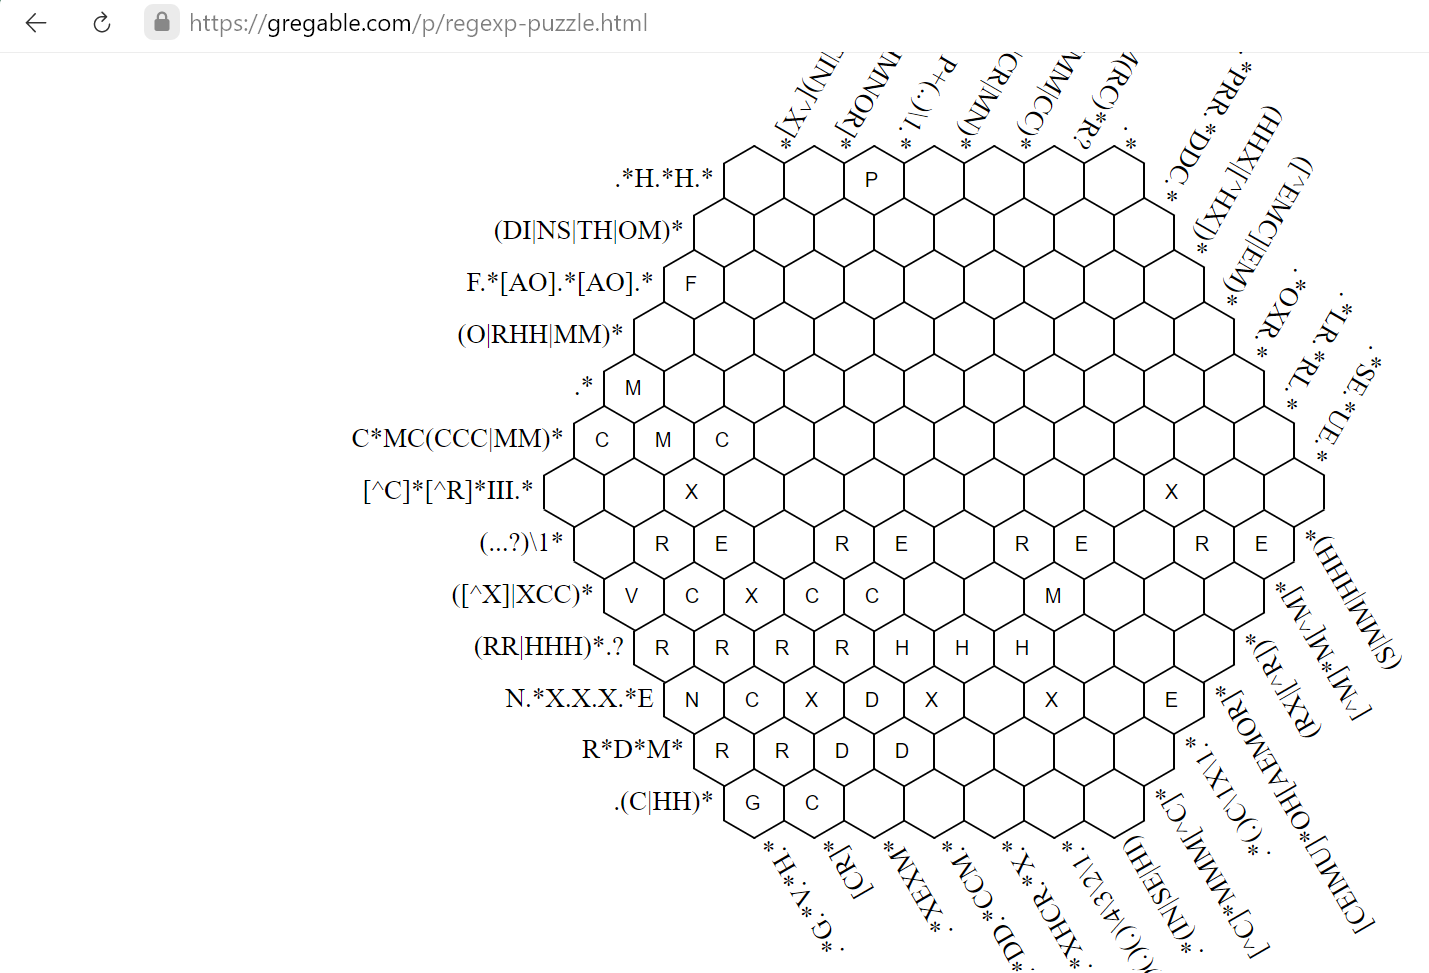 https://gregable.com/p/regexp-puzzle.html
.*H.*H.*
P
(DI|NS|TH|OM)*
F.*[AO].*[AO].*
F
(O|RHH|MM)*
.*
M
C*MC(CCC|MM)*
C M C
[^C]*[^R]*III.*
X X
(...?)\1*
R E R E R E R E
([^X]|XCC)*
V C X C C M
(RR|HHH)*.?
R R R R H H H
N.*X.X.X.*E
N C X D X X E
R*D*M*
R R D D
.(C|HH)*
G C
|IN)[^X]*
MNOR]*
P+(..)\1.*
CR|MN)*
MM|CC)*
(RC)*R?
.*
.*PRR.*DDC.*
(HHX|[^HX])*
([^EMC]|EM)*
.*OXR.*
.*LR.*RL.*
.*SE.*UE.*
(S|MM|HHH)*
[^M]*M[^M]*
(RX|[^R])*
[CEIMU]*OH[AEMOR]*
.*(.)C\1X\1.*
[^C]*MMM[^C]*
.*(IN|SE|HI)
)(.)(.)\4\3\2\1.*
.*XHCR.*X.*
*DD.*CCM.*
.*XEXM*
[CR]*
.*G.*V.*H.*